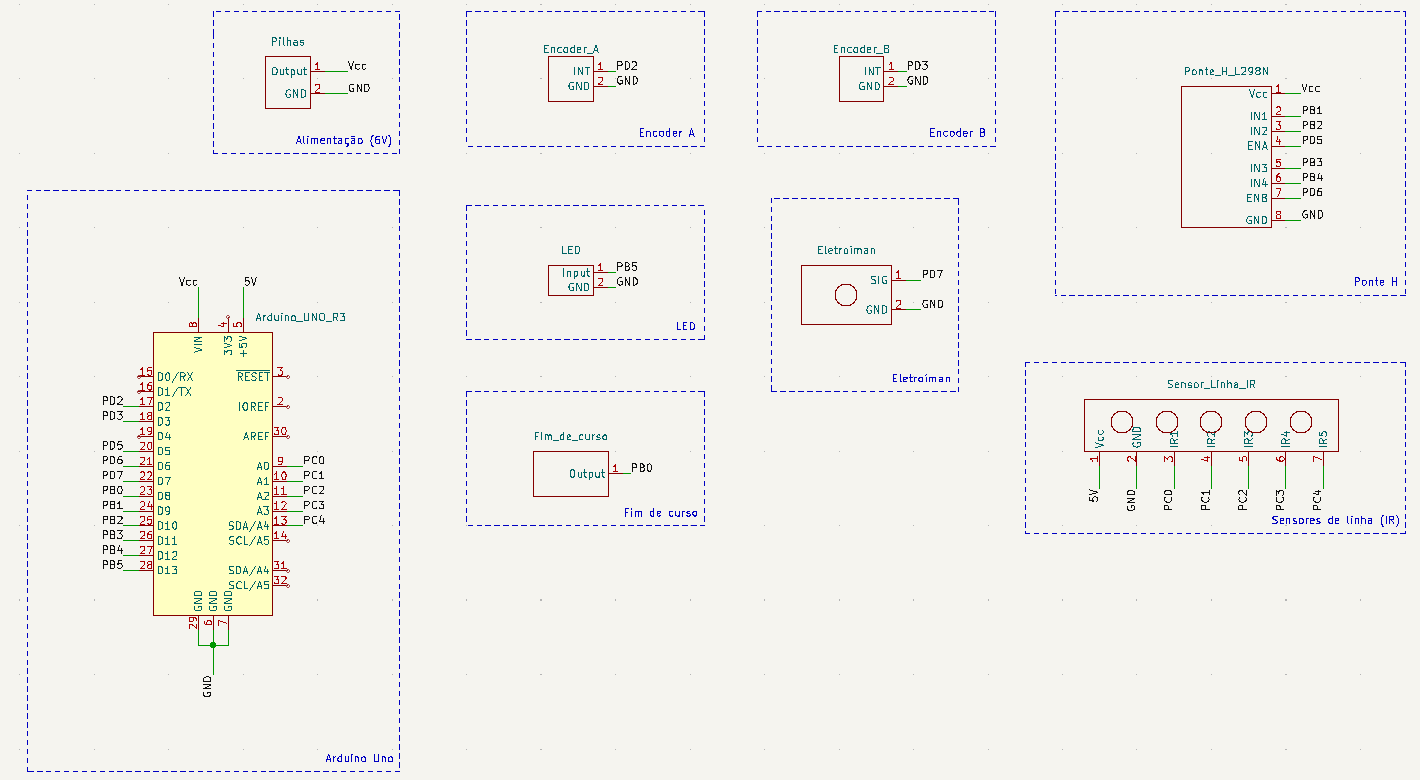 Pilhas
Output 1 Vcc
GND 2 GND
Alimentação (6V)
Encoder_A
INT 1 PD2
GND 2 GND
Encoder A
Encoder_B
INT 1 PD3
GND 2 GND
Encoder B
Ponte_H_L298N
Vcc 1 Vcc
IN1 2 PB1
IN2 3 PB2
ENA 4 PD5
IN3 5 PB3
IN4 6 PB4
ENB 7 PD6
GND 8 GND
Ponte H
Vcc 5V
Arduino_UNO_R3
8 4 5
VIN 3V3 +5V
15 D0/RX RESET 3
16 D1/TX
PD2 17 D2 IOREF 2
PD3 18 D3
19 D4 AREF 30
PD5 20 D5
PD6 21 D6 A0 9 PC0
PD7 22 D7 A1 10 PC1
PB0 23 D8 A2 11 PC2
PB1 24 D9 A3 12 PC3
PB2 25 D10 SDA/A4 13 PC4
PB3 26 D11 SCL/A5 14
PB4 27 D12
PB5 28 D13 SDA/A4 31
SCL/A5 32
GND GND GND
29 6 7
GND
Arduino Uno
LED
Input 1 PB5
GND 2 GND
LED
Eletroiman
SIG 1 PD7
GND 2 GND
Eletroiman
Fim_de_curso
Output 1 PB0
Fim de curso
Sensor_Linha_IR
Vcc GND IR1 IR2 IR3 IR4 IR5
1 2 3 4 5 6 7
5V GND PC0 PC1 PC2 PC3 PC4
Sensores de linha (IR)